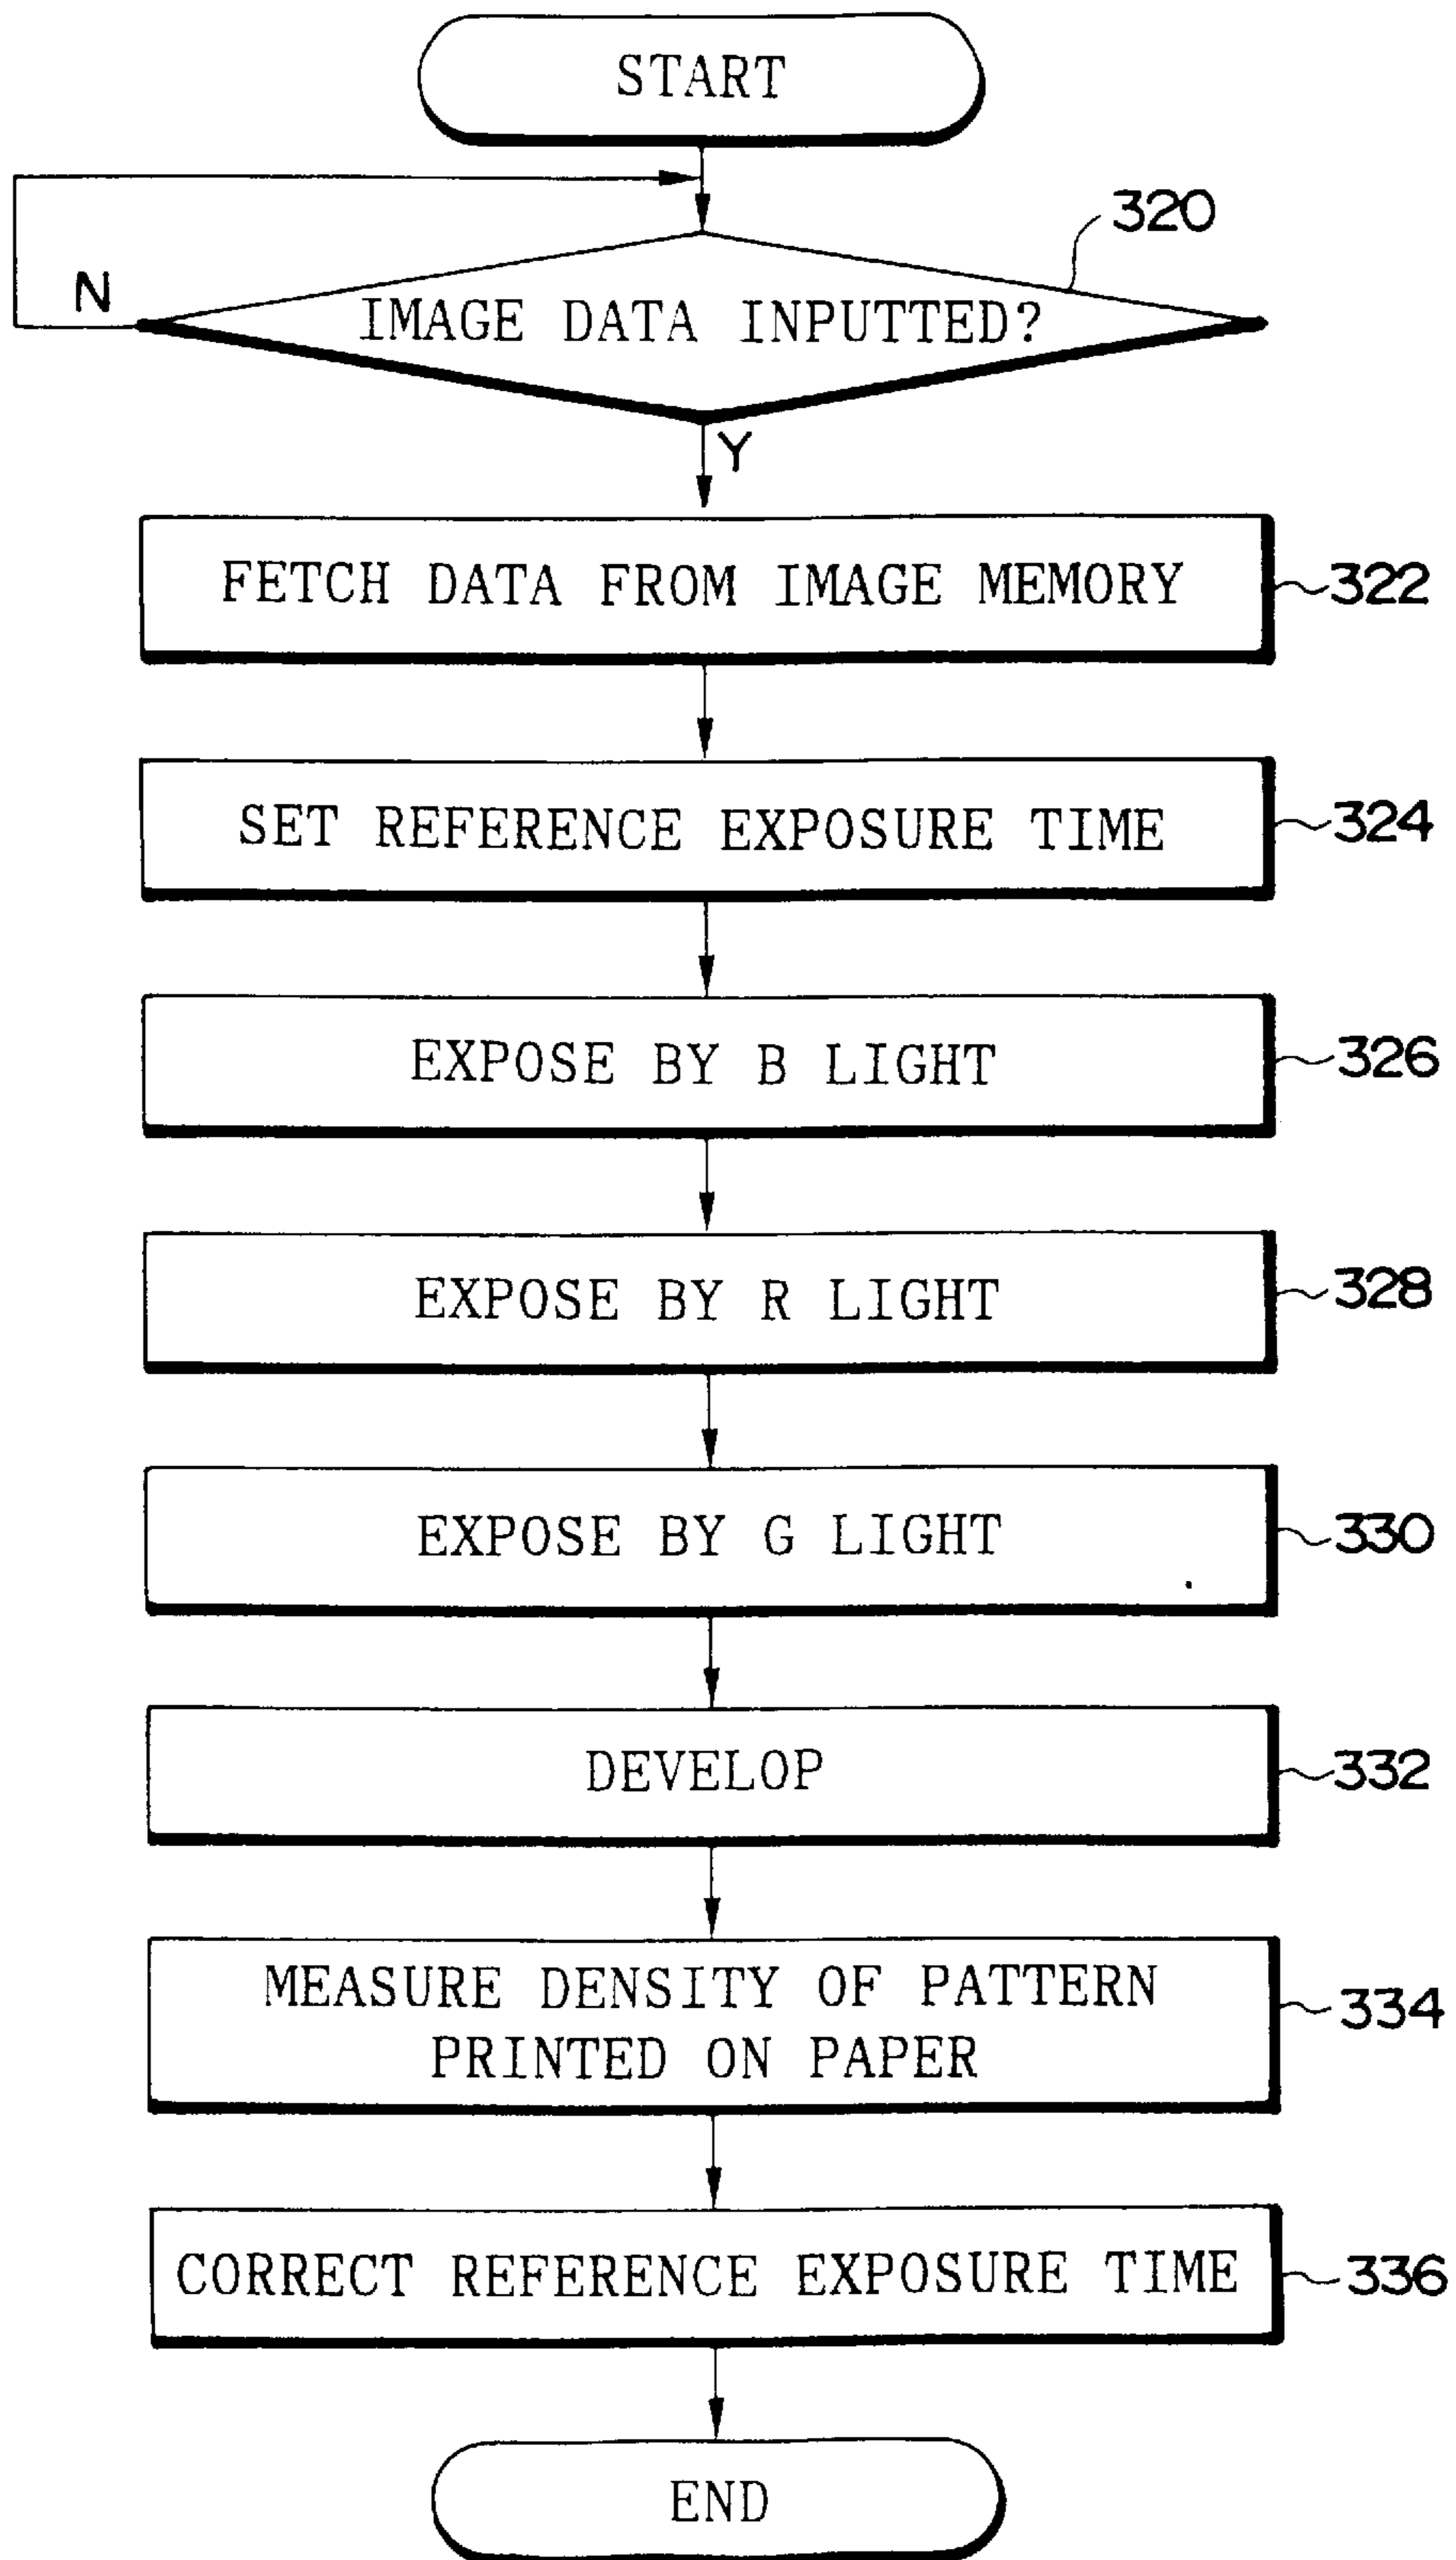 START
320
N
IMAGE DATA INPUTTED?
Y
FETCH DATA FROM IMAGE MEMORY
322
SET REFERENCE EXPOSURE TIME
324
EXPOSE BY B LIGHT
326
EXPOSE BY R LIGHT
328
EXPOSE BY G LIGHT
330
DEVELOP
332
MEASURE DENSITY OF PATTERN
PRINTED ON PAPER
334
CORRECT REFERENCE EXPOSURE TIME
336
END